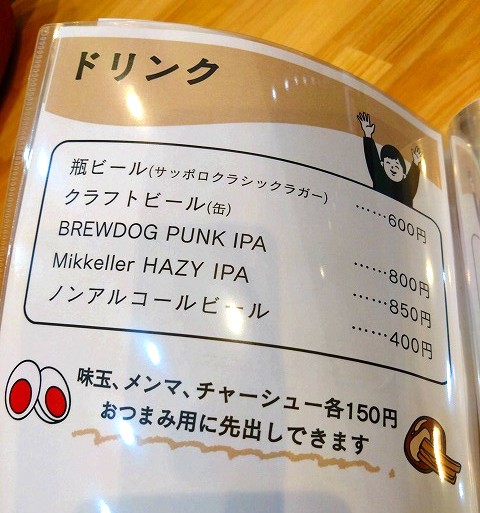 ドリンク
瓶ビール(サッポロクラシックラガー) ……600円
クラフトビール(缶)
BREWDOG PUNK IPA ……800円
Mikkeller HAZY IPA ……850円
ノンアルコールビール ……400円
味玉、メンマ、チャーシュー各150円
おつまみ用に先出しできます